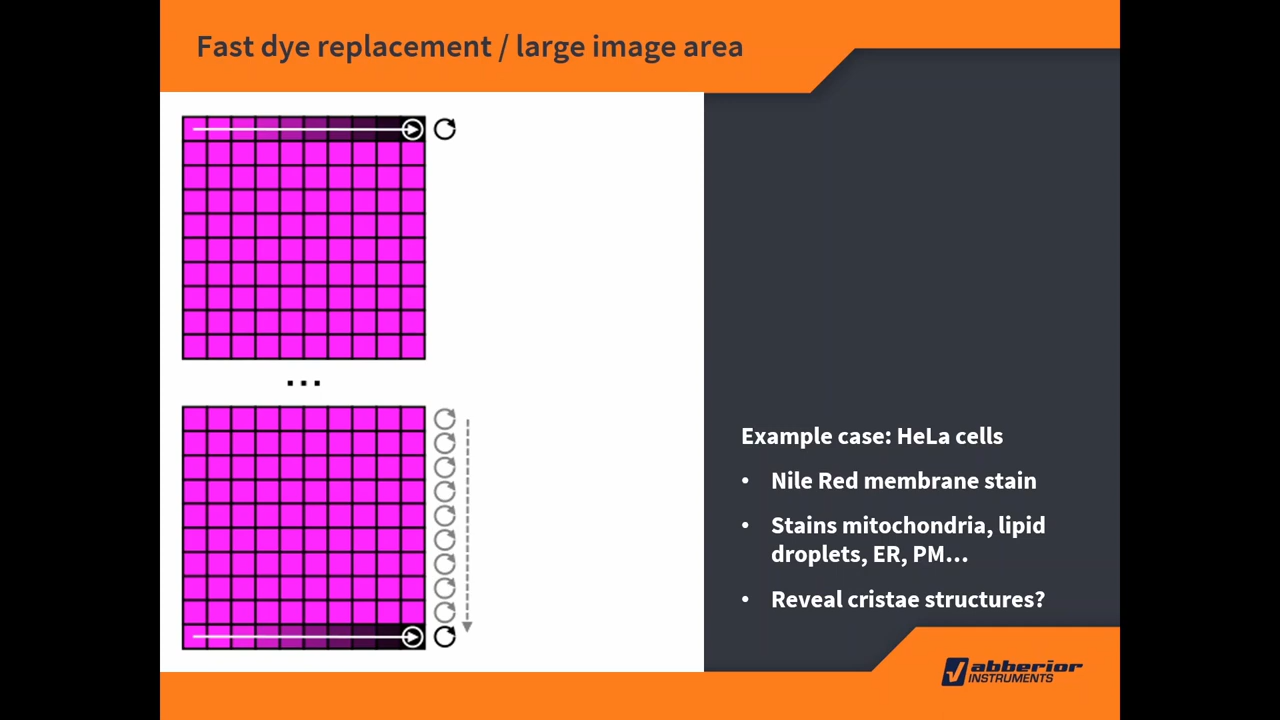 Fast dye replacement / large image area
...
Example case: HeLa cells
• Nile Red membrane stain
• Stains mitochondria, lipid
droplets, ER, PM...
• Reveal cristae structures?
abberior
INSTRUMENTS